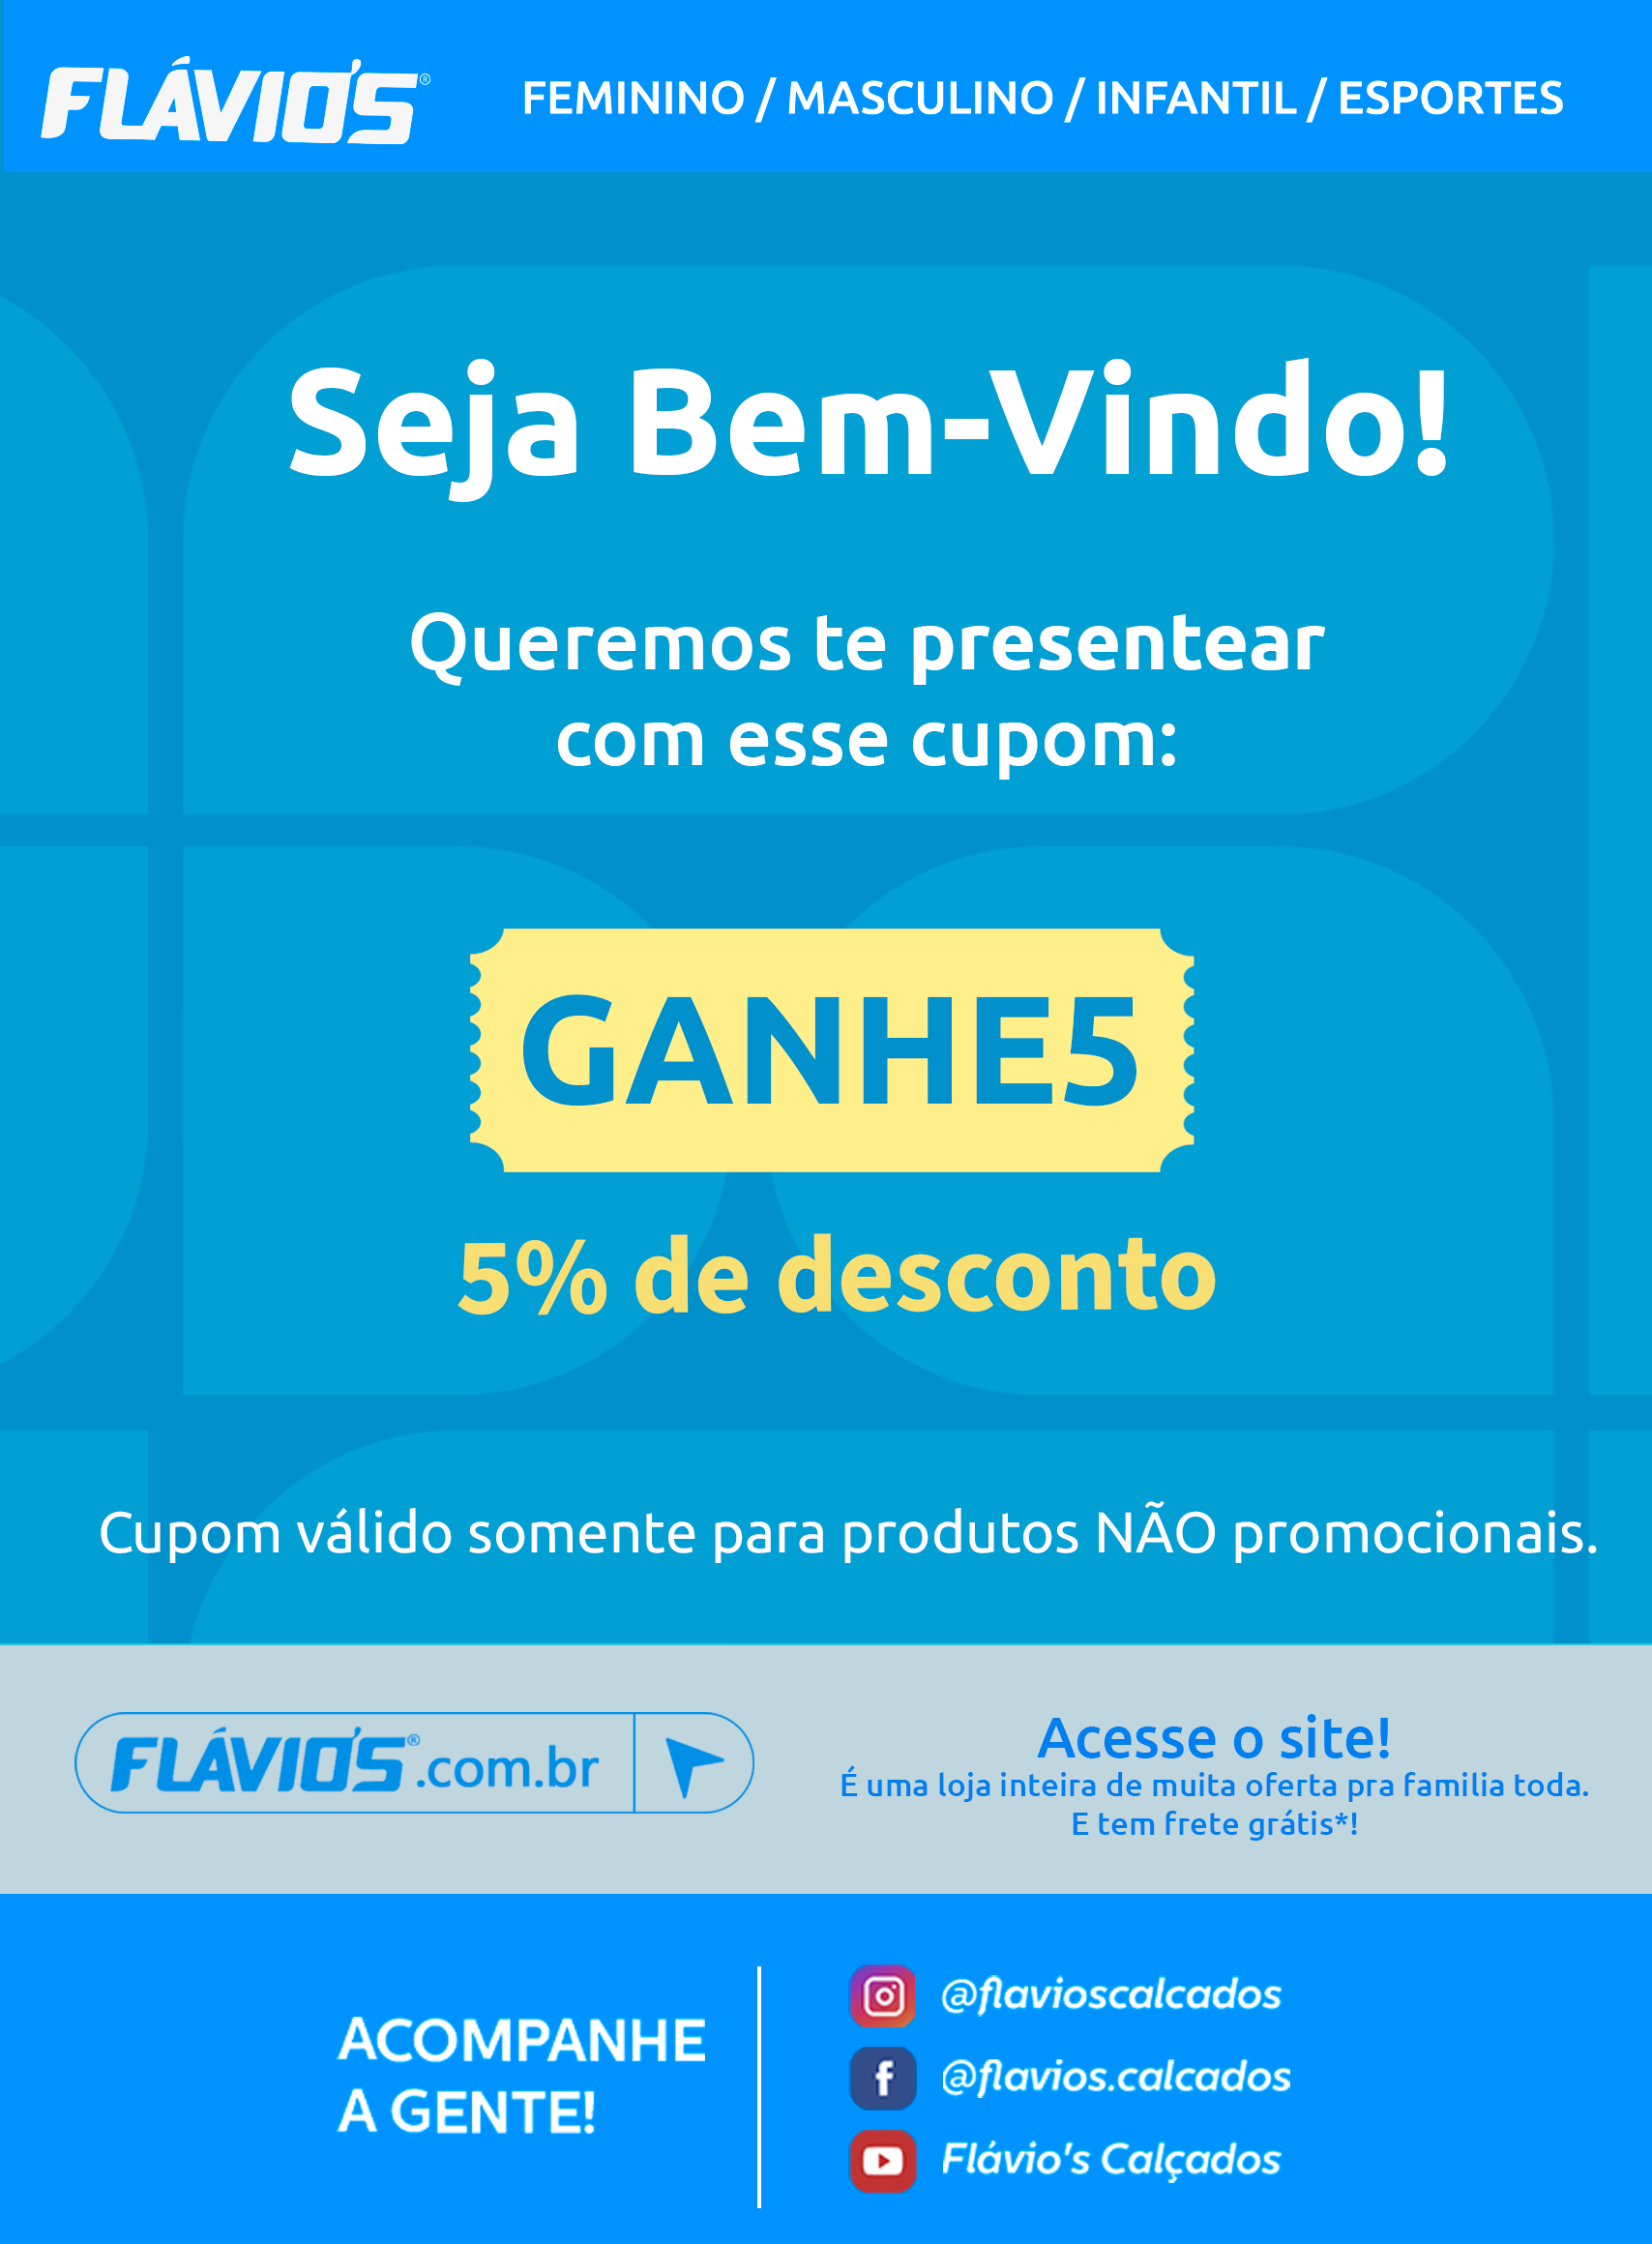 FLÁVIO'S® FEMININO / MASCULINO / INFANTIL / ESPORTES
Seja Bem-Vindo!
Queremos te presentear
com esse cupom:
GANHE5
5% de desconto
Cupom válido somente para produtos NÃO promocionais.
FLÁVIO'S®.com.br
Acesse o site!
É uma loja inteira de muita oferta pra familia toda.
E tem frete grátis*!
ACOMPANHE
A GENTE!
@flavioscalcados
@flavios.calcados
Flávio's Calçados